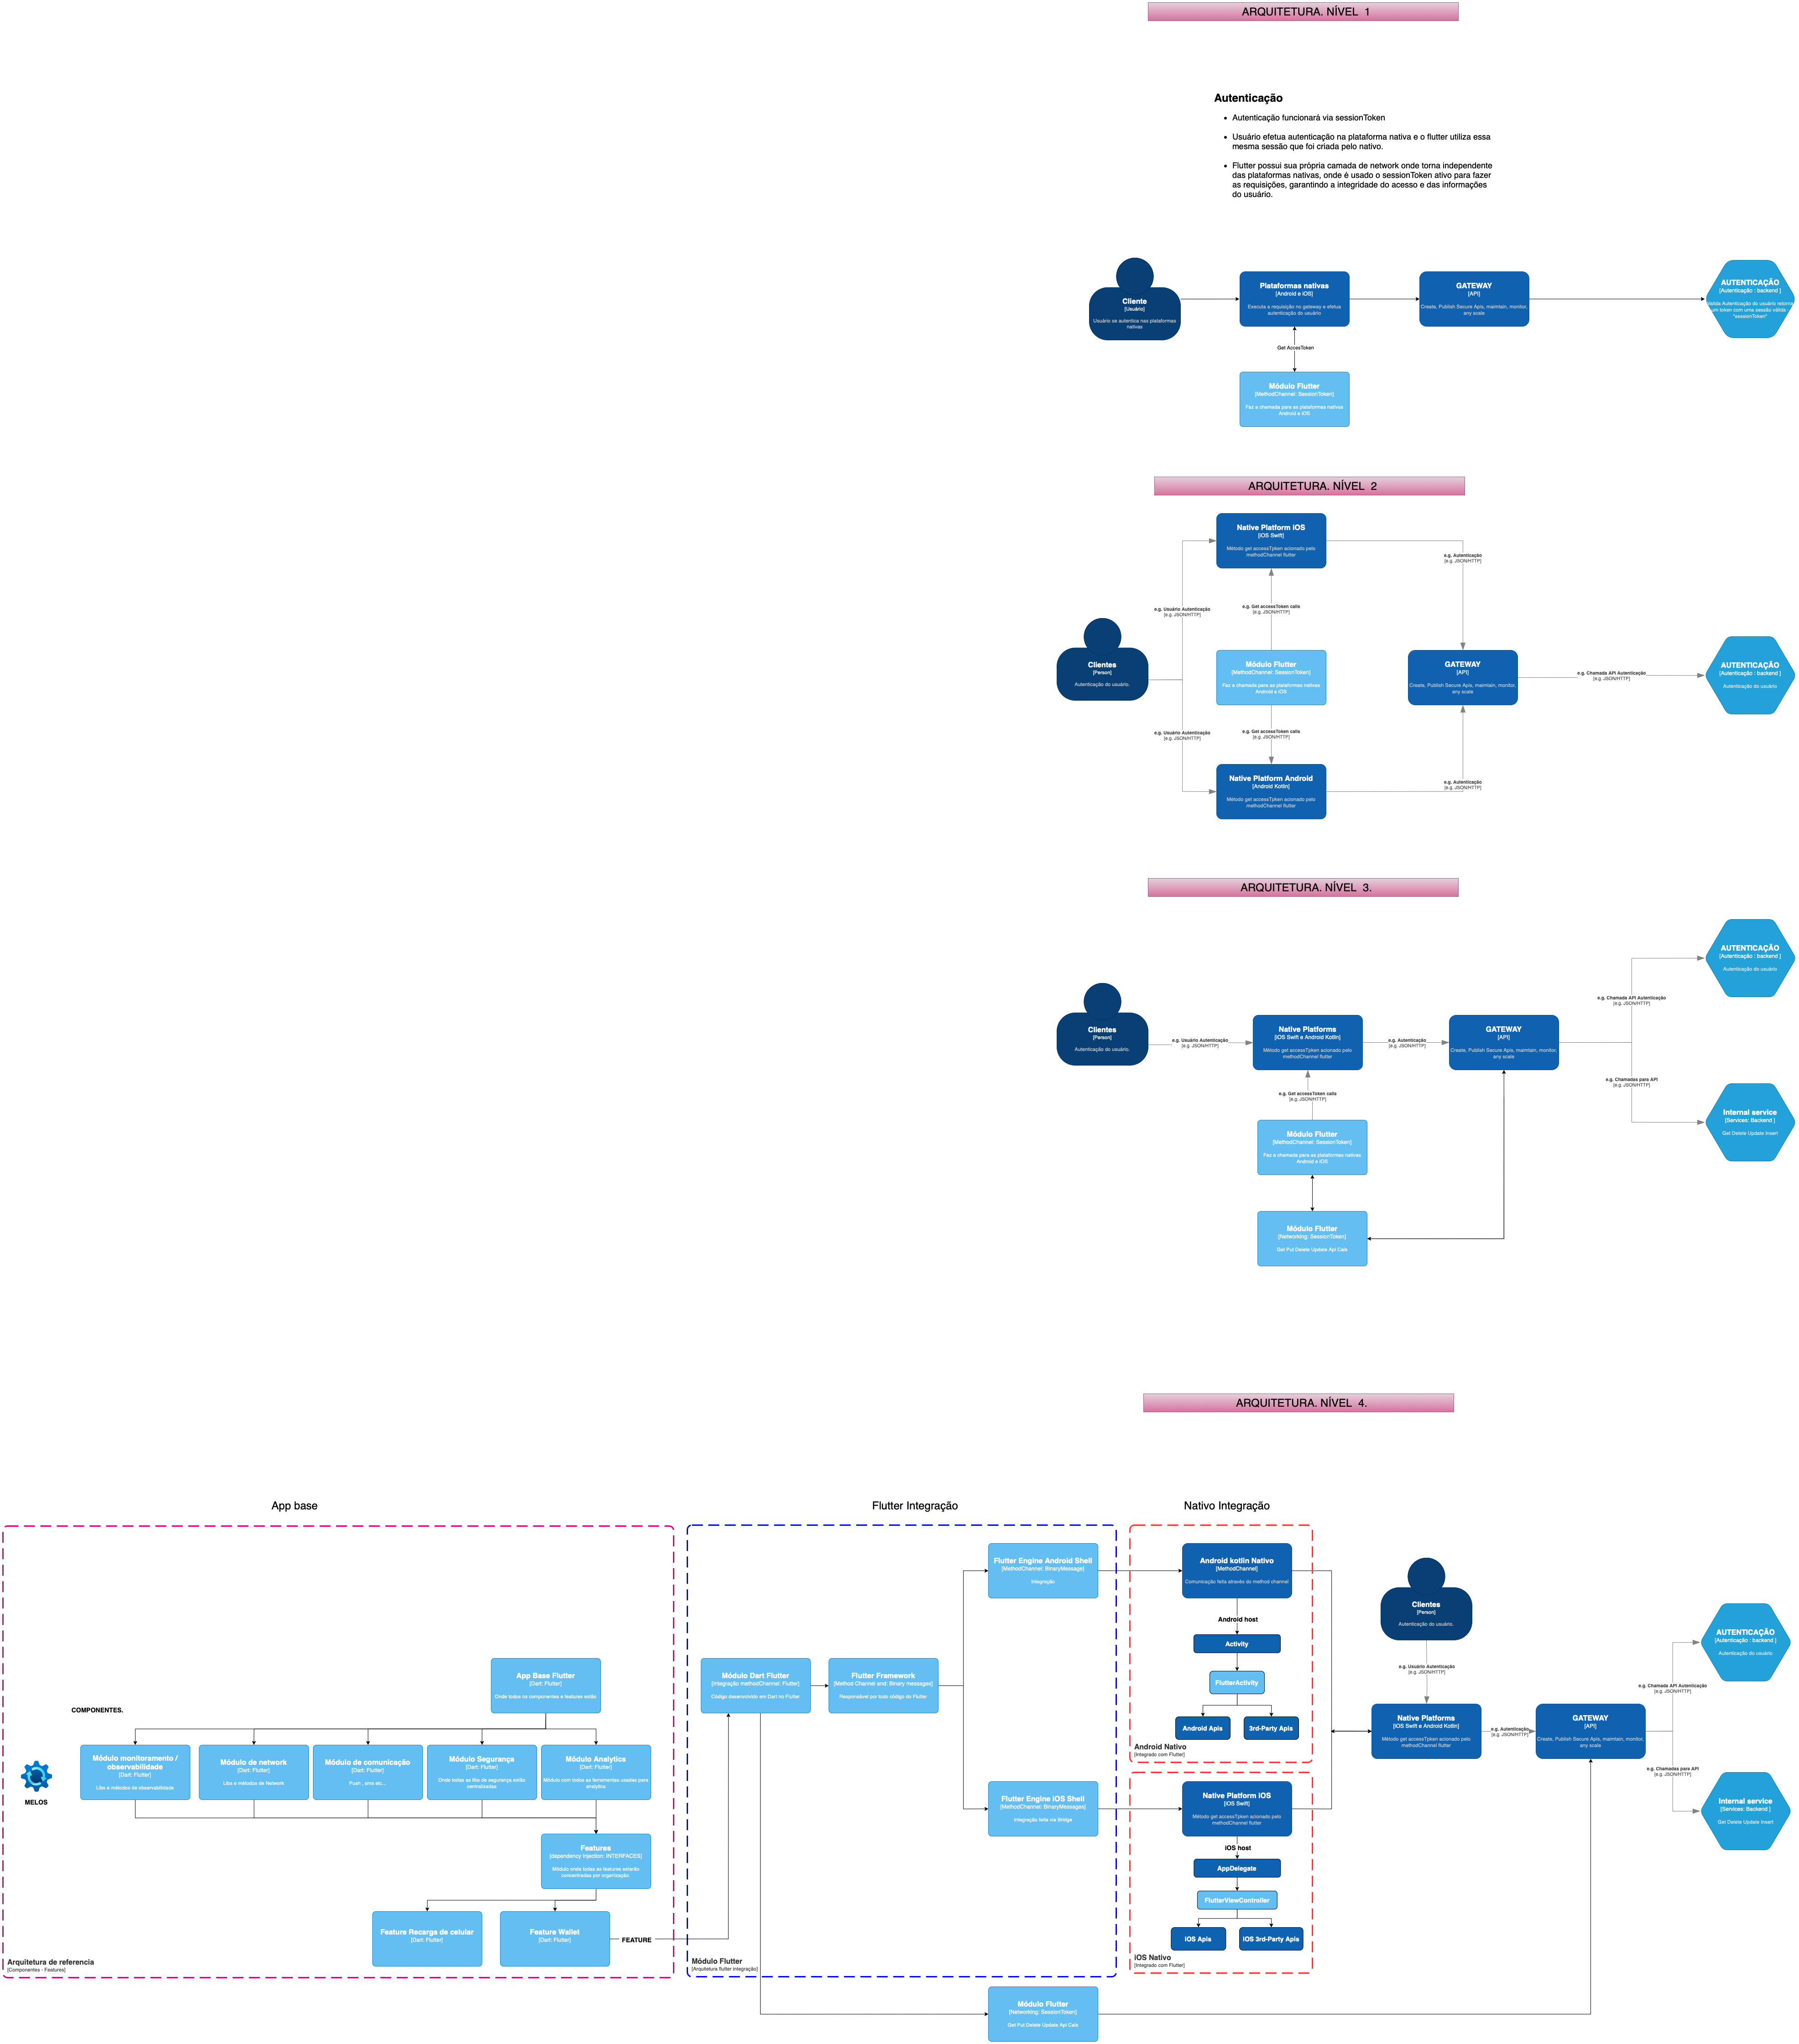 ARQUITETURA. NÍVEL 1
Autenticação
Autenticação funcionará via sessionToken
Usuário efetua autenticação na plataforma nativa e o flutter utiliza essa
mesma sessão que foi criada pelo nativo.
Flutter possui sua própria camada de network onde torna independente
das plataformas nativas, onde é usado o sessionToken ativo para fazer
as requisições, garantindo a integridade do acesso e das informações
do usuário.
Cliente
[Usuário]
Usuário se autentica nas plataformas
nativas
Plataformas nativas
[Android e iOS]
Executa a requisição no gateway e efetua
autenticação do usuário
GATEWAY
[API]
Create, Publish Secure Apis, maintain, monitor,
any scale
AUTENTICAÇÃO
[Autenticação : backend ]
Valida Autenticação do usuário retorna
um token com uma sessão válida
"sessionToken"
Get AccesToken
Módulo Flutter
[MethodChannel: SessionToken]
Faz a chamada para as plataformas nativas
Android e iOS
ARQUITETURA. NÍVEL 2
Native Platform iOS
[iOS Swift]
Método get accessTpken acionado pelo
methodChannel flutter
e.g. Autenticação
[e.g. JSON/HTTP]
e.g. Usuário Autenticação
[e.g. JSON/HTTP]
e.g. Get accessToken calls
[e.g. JSON/HTTP]
Clientes
[Person]
Autenticação do usuário.
Módulo Flutter
[MethodChannel: SessionToken]
Faz a chamada para as plataformas nativas
Android e iOS
GATEWAY
[API]
Create, Publish Secure Apis, maintain, monitor,
any scale
e.g. Chamada API Autenticação
[e.g. JSON/HTTP]
AUTENTICAÇÃO
[Autenticação : backend ]
Autenticação do usuário
e.g. Usuário Autenticação
[e.g. JSON/HTTP]
e.g. Get accessToken calls
[e.g. JSON/HTTP]
Native Platform Android
[Android Kotlin]
Método get accessTpken acionado pelo
methodChannel flutter
e.g. Autenticação
[e.g. JSON/HTTP]
ARQUITETURA. NÍVEL 3.
AUTENTICAÇÃO
[Autenticação : backend ]
Autenticação do usuário
e.g. Chamada API Autenticação
[e.g. JSON/HTTP]
Clientes
[Person]
Autenticação do usuário.
e.g. Usuário Autenticação
[e.g. JSON/HTTP]
Native Platforms
[iOS Swift e Android Kotlin]
Método get accessTpken acionado pelo
methodChannel flutter
e.g. Autenticação
[e.g. JSON/HTTP]
GATEWAY
[API]
Create, Publish Secure Apis, maintain, monitor,
any scale
e.g. Chamadas para API
[e.g. JSON/HTTP]
e.g. Get accessToken calls
[e.g. JSON/HTTP]
Internal service
[Services: Backend ]
Get Delete Update Insert
Módulo Flutter
[MethodChannel: SessionToken]
Faz a chamada para as plataformas nativas
Android e iOS
Módulo Flutter
[Networking: SessionToken]
Get Put Delete Update Api Cals
ARQUITETURA. NÍVEL 4.
App base
Flutter Integração
Nativo Integração
App Base Flutter
[Dart: Flutter]
Onde todos os componentes e features estão
COMPONENTES.
MELOS
Módulo monitoramento /
observabilidade
[Dart: Flutter]
Libs e métodos de observabilidade
Módulo de network
[Dart: Flutter]
Libs e métodos de Network
Módulo de comunicação
[Dart: Flutter]
Push , sms etc...
Módulo Segurança
[Dart: Flutter]
Onde todas as libs de segurança estão
centralizadas
Módulo Analytics
[Dart: Flutter]
Módulo com todos as ferramentas usadas para
analytics
Features
[dependency injection: INTERFACES]
Módulo onde todas as features estarão
concentradas por organização.
Feature Recarga de celular
[Dart: Flutter]
Feature Wallet
[Dart: Flutter]
FEATURE
Arquitetura de referencia
[Componentes - Features]
Módulo Dart Flutter
[Integração methodChannel: Flutter]
Código desenvolvido em Dart no Flutter
Flutter Framework
[Method Channel and: Binary messages]
Responsável por todo código do Flutter
Flutter Engine Android Shell
[MethodChannel: BinaryMessage]
Integração
Flutter Engine iOS Shell
[MethodChannel: BinaryMessages]
Integração feita via Bridge
Módulo Flutter
[Arquitetura flutter integração]
Android kotlin Nativo
[MethodChannel]
Comunicação feita através do method channel
Android host
Activity
FlutterActivity
Android Apis
3rd-Party Apis
Android Nativo
[Integrado com Flutter]
Native Platform iOS
[iOS Swift]
Método get accessTpken acionado pelo
methodChannel flutter
iOS host
AppDelegate
FlutterViewController
iOS Apis
iOS 3rd-Party Apis
iOS Nativo
[Integrado com Flutter]
Clientes
[Person]
Autenticação do usuário.
e.g. Usuário Autenticação
[e.g. JSON/HTTP]
Native Platforms
[iOS Swift e Android Kotlin]
Método get accessTpken acionado pelo
methodChannel flutter
e.g. Autenticação
[e.g. JSON/HTTP]
GATEWAY
[API]
Create, Publish Secure Apis, maintain, monitor,
any scale
e.g. Chamada API Autenticação
[e.g. JSON/HTTP]
AUTENTICAÇÃO
[Autenticação : backend ]
Autenticação do usuário
e.g. Chamadas para API
[e.g. JSON/HTTP]
Internal service
[Services: Backend ]
Get Delete Update Insert
Módulo Flutter
[Networking: SessionToken]
Get Put Delete Update Api Cals